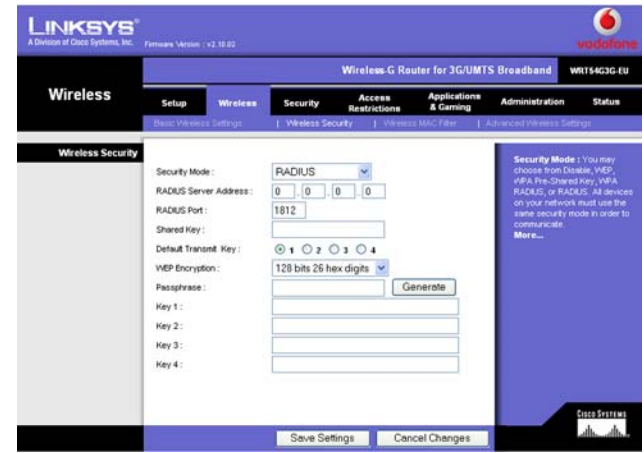 LINKSYS®
A Division of Cisco Systems, Inc.
Firmware Version : v2.10.02
vodofone
Wireless-G Router for 3G/UMTS Broadband
WRT54G3G-EU
Wireless
Setup
Wireless
Security
Access Restrictions
Applications & Gaming
Administration
Status
Basic Wireless Settings
| Wireless Security
| Wireless MAC Filter
| Advanced Wireless Settings
Wireless Security
Security Mode : RADIUS
RADIUS Server Address : 0 . 0 . 0 . 0
RADIUS Port : 1812
Shared Key :
Default Transmit Key : 1 2 3 4
WEP Encryption : 128 bits 26 hex digits
Passphrase : Generate
Key 1 :
Key 2 :
Key 3 :
Key 4 :
Security Mode : You may
choose from Disable, WEP,
WPA Pre-Shared Key, WPA
RADIUS, or RADIUS. All devices
on your network must use the
same security mode in order to
communicate.
More...
Save Settings
Cancel Changes
CISCO SYSTEMS